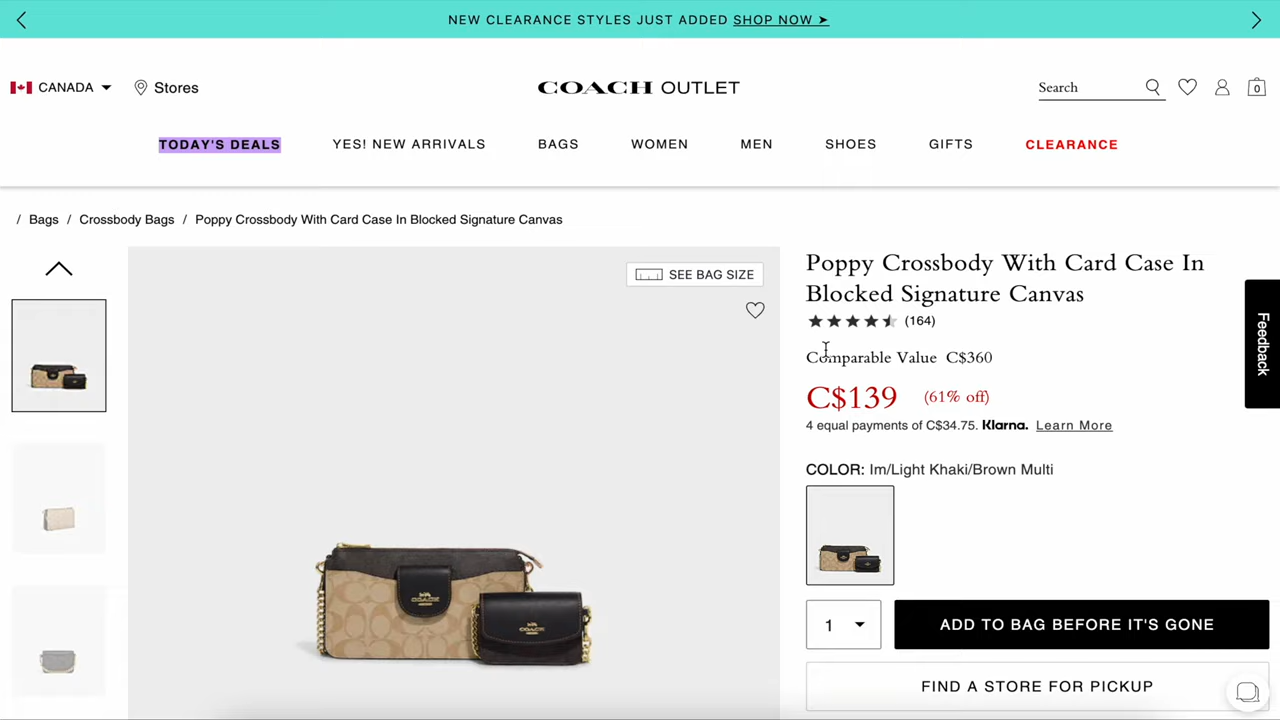 NEW CLEARANCE STYLES JUST ADDED SHOP NOW ➤
CANADA
Stores
COACH OUTLET
Search
0
TODAY'S DEALS
YES! NEW ARRIVALS
BAGS
WOMEN
MEN
SHOES
GIFTS
CLEARANCE
/ Bags / Crossbody Bags / Poppy Crossbody With Card Case In Blocked Signature Canvas
SEE BAG SIZE
Poppy Crossbody With Card Case In
Blocked Signature Canvas
(164)
Comparable Value C$360
C$139 (61% off)
4 equal payments of C$34.75. Klarna. Learn More
COLOR: Im/Light Khaki/Brown Multi
1
ADD TO BAG BEFORE IT'S GONE
FIND A STORE FOR PICKUP
Feedback
COACH
COACH